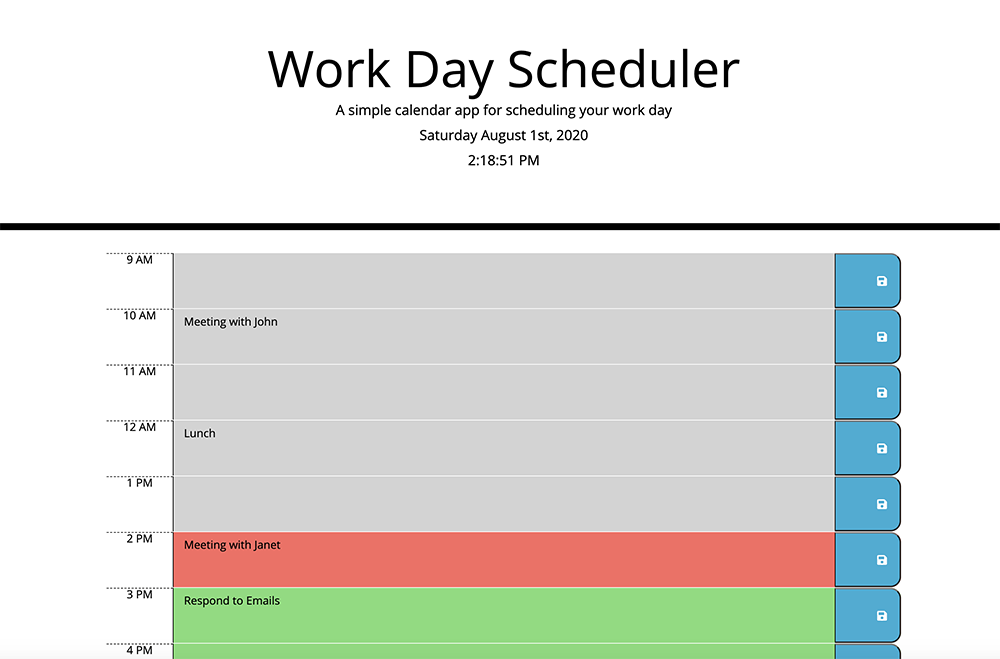 Work Day Scheduler
A simple calendar app for scheduling your work day
Saturday August 1st, 2020
2:18:51 PM
9 AM
10 AM
Meeting with John
11 AM
12 AM
Lunch
1 PM
2 PM
Meeting with Janet
3 PM
Respond to Emails
4 PM